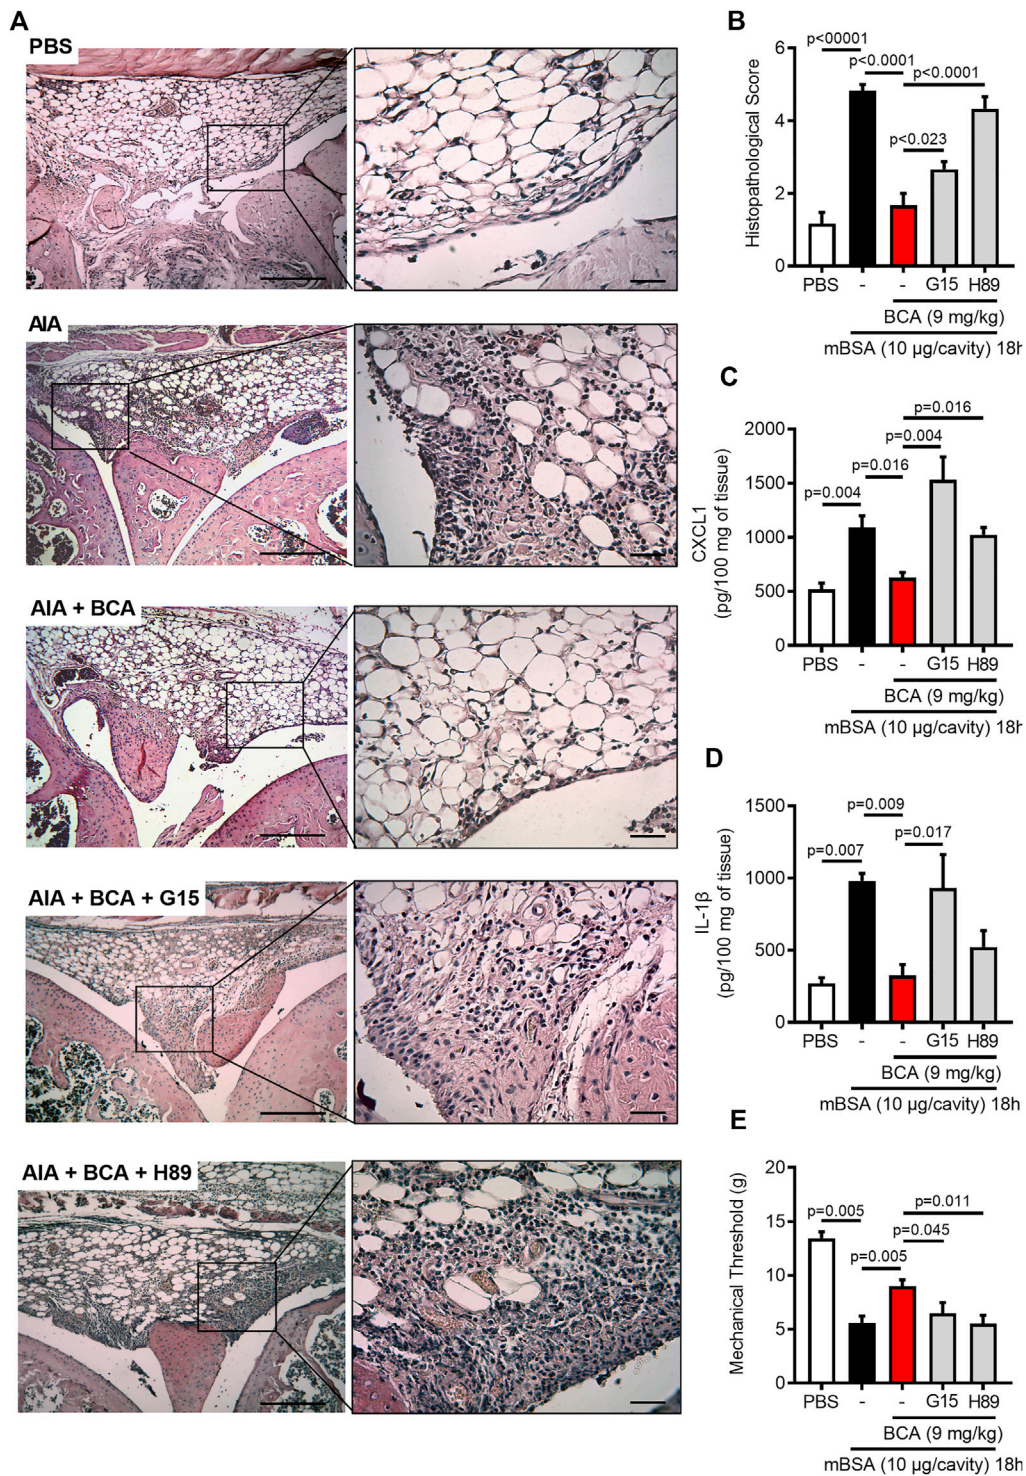 A
PBS
AIA
AIA + BCA
AIA + BCA + G15
AIA + BCA + H89
B
Histopathological Score
6
4
2
0
p<00001
p<0.0001
p<0.0001
p<0.023
PBS - - G15 H89
BCA (9 mg/kg)
mBSA (10 µg/cavity) 18h
C
CXCL1
(pg/100 mg of tissue)
2000
1500
1000
500
0
p=0.016
p=0.004
p=0.016
p=0.004
PBS - - G15 H89
BCA (9 mg/kg)
mBSA (10 µg/cavity) 18h
D
IL-1β
(pg/100 mg of tissue)
1500
1000
500
0
p=0.009
p=0.017
p=0.007
PBS - - G15 H89
BCA (9 mg/kg)
mBSA (10 µg/cavity) 18h
E
Mechanical Threshold (g)
20
15
10
5
0
p=0.011
p=0.005
p=0.045
p=0.005
PBS - - G15 H89
BCA (9 mg/kg)
mBSA (10 µg/cavity) 18h